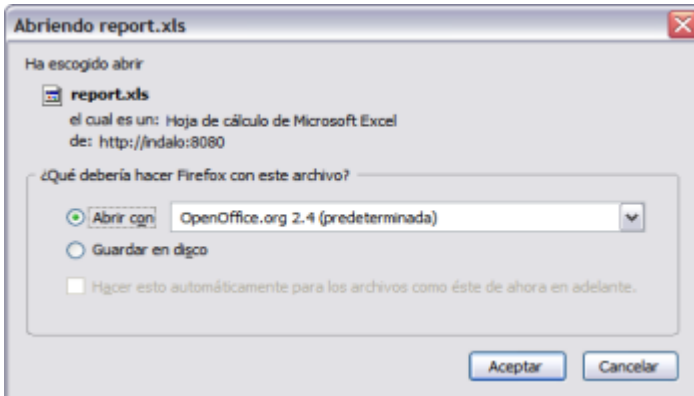 Abriendo report.xls
Ha escogido abrir
report.xls
el cual es un: Hoja de cálculo de Microsoft Excel
de: http://indalo:8080
¿Qué debería hacer Firefox con este archivo?
Abrir con OpenOffice.org 2.4 (predeterminada)
Guardar en disco
Hacer esto automáticamente para los archivos como éste de ahora en adelante.
Aceptar Cancelar